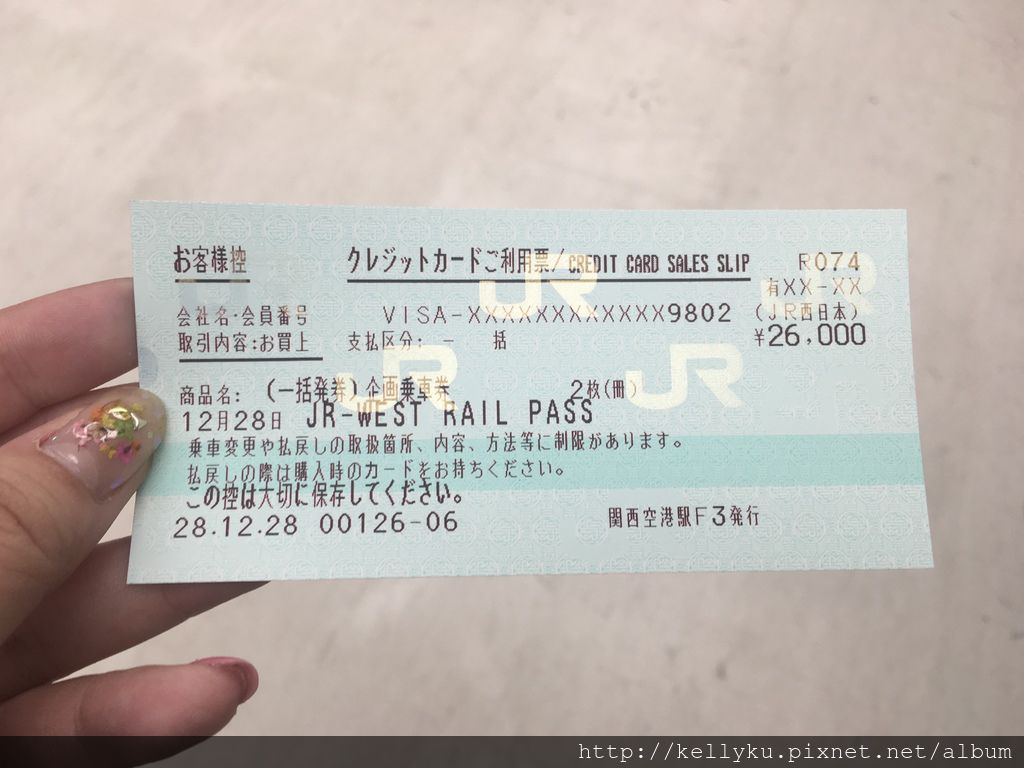 お客様控 クレジットカードご利用票/CREDIT CARD SALES SLIP R074
有XX-XX
会社名・会員番号 VISA-XXXXXXXXXXXX9802 (JR西日本)
取引内容:お買上 支払区分: - 括 ¥26,000
商品名: (一括発券)企画乗車券 2枚(冊)
12月28日 JR-WEST RAIL PASS
乗車変更や払戻しの取扱箇所、内容、方法等に制限があります。
払戻しの際は購入時のカードをお持ちください。
この控は大切に保存してください。
28.12.28 00126-06 関西空港駅F3発行
JR JR JR JR
http://kellyku.pixnet.net/album